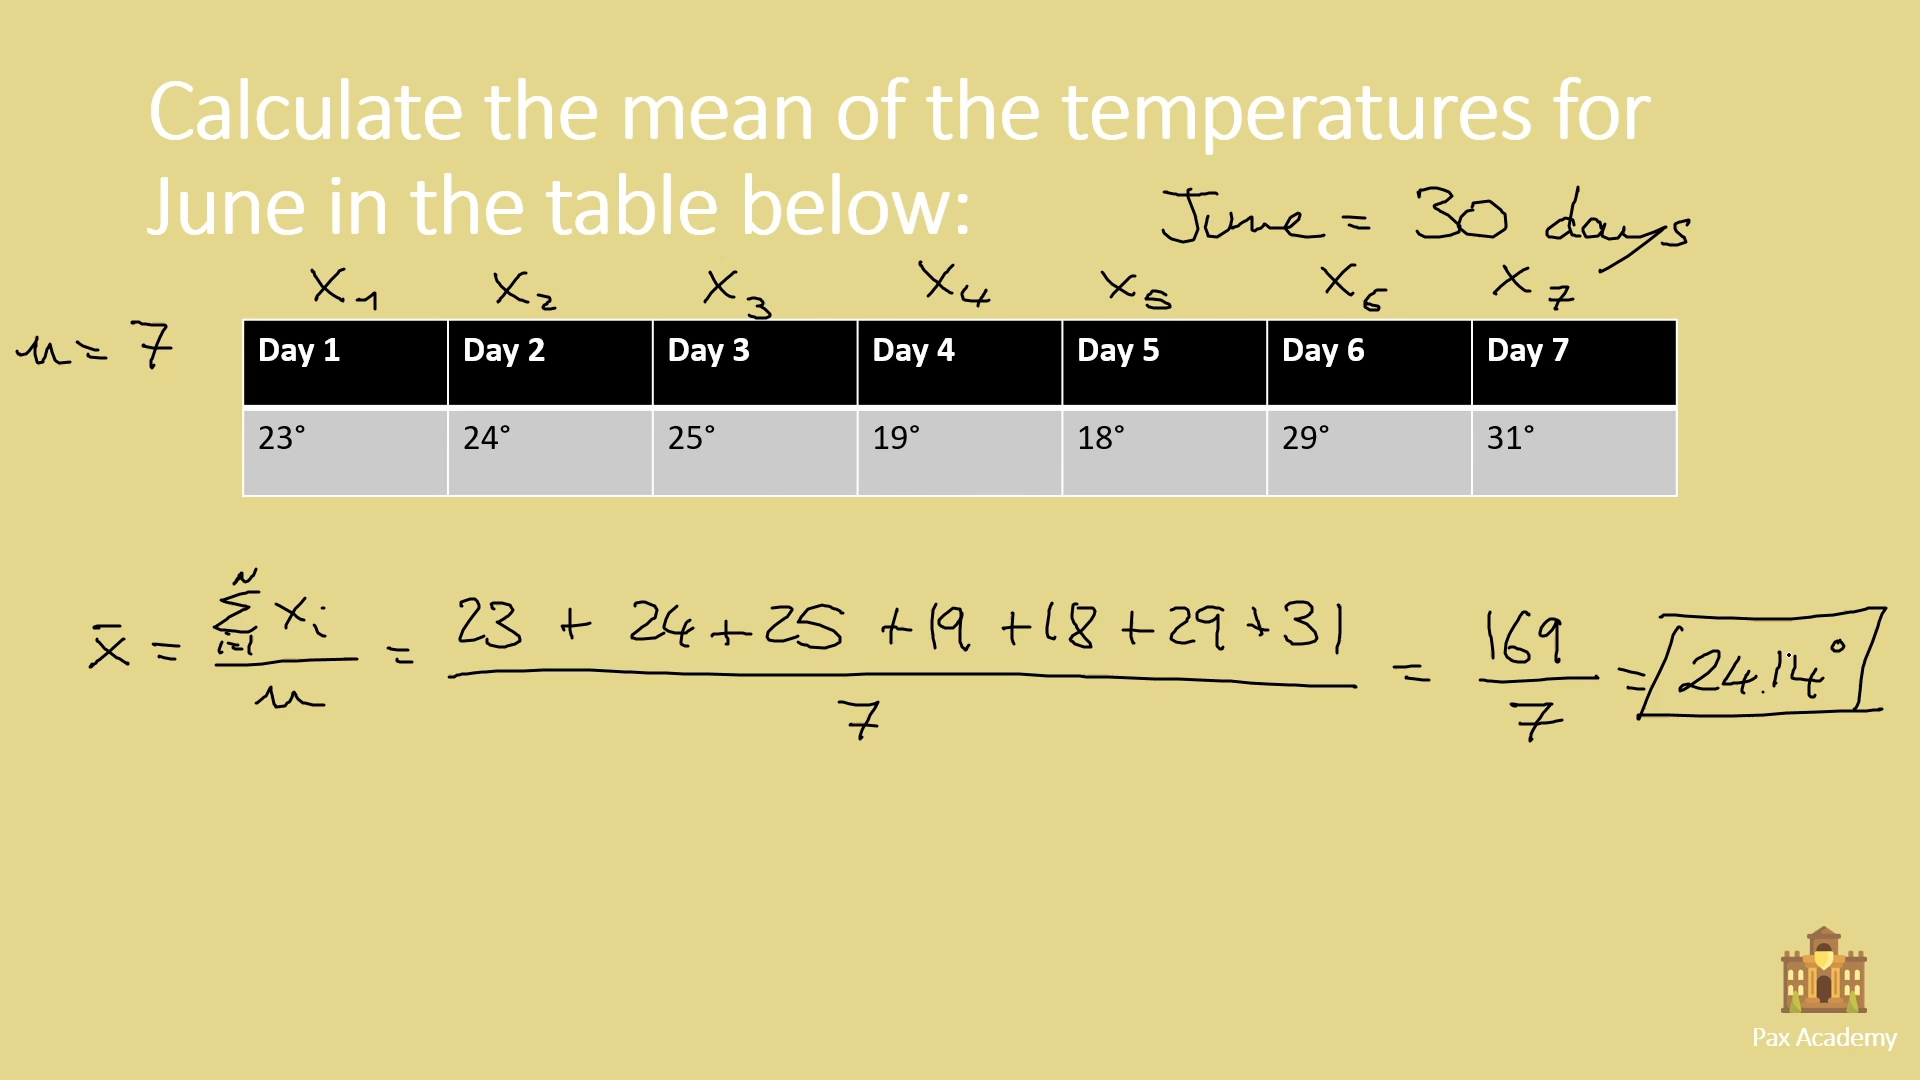 Calculate the mean of the temperatures for
June in the table below:
June = 30 days
x₁ x₂ x₃ x₄ x₅ x₆ x₇
n = 7
Day 1 Day 2 Day 3 Day 4 Day 5 Day 6 Day 7
23° 24° 25° 19° 18° 29° 31°
x̄ = (Σⁿᵢ₌₁ xᵢ)/n = (23 + 24 + 25 + 19 + 18 + 29 + 31)/7 = 169/7 = 24.14°
Pax Academy